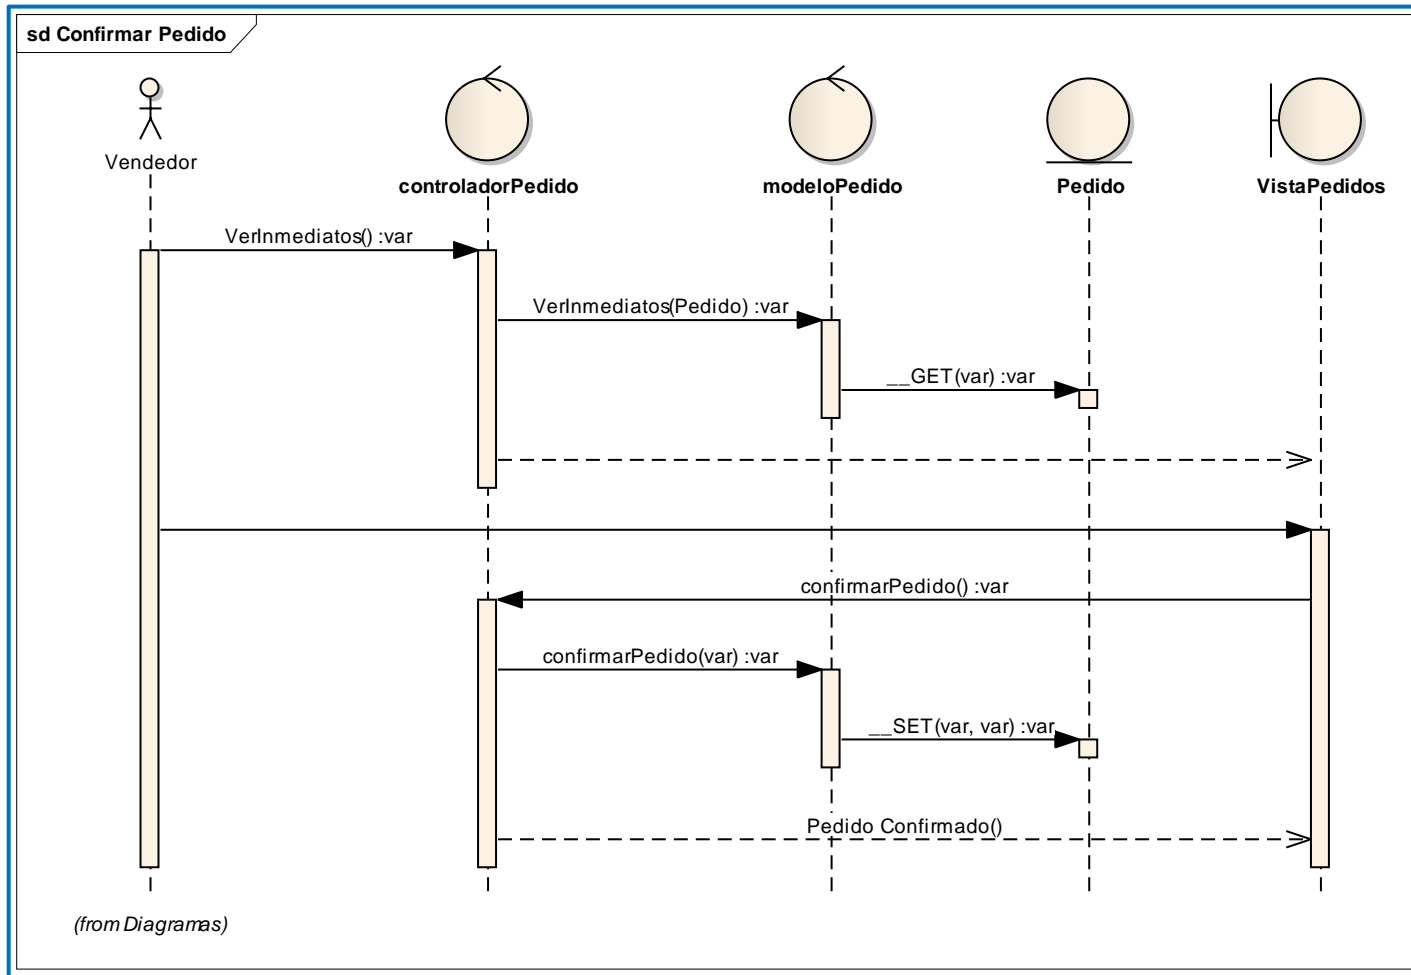 sd Confirmar Pedido
Vendedor
controladorPedido
modeloPedido
Pedido
VistaPedidos
VerInmediatos() :var
VerInmediatos(Pedido) :var
__GET(var) :var
confirmarPedido() :var
confirmarPedido(var) :var
__SET(var, var) :var
Pedido Confirmado()
(from Diagramas)